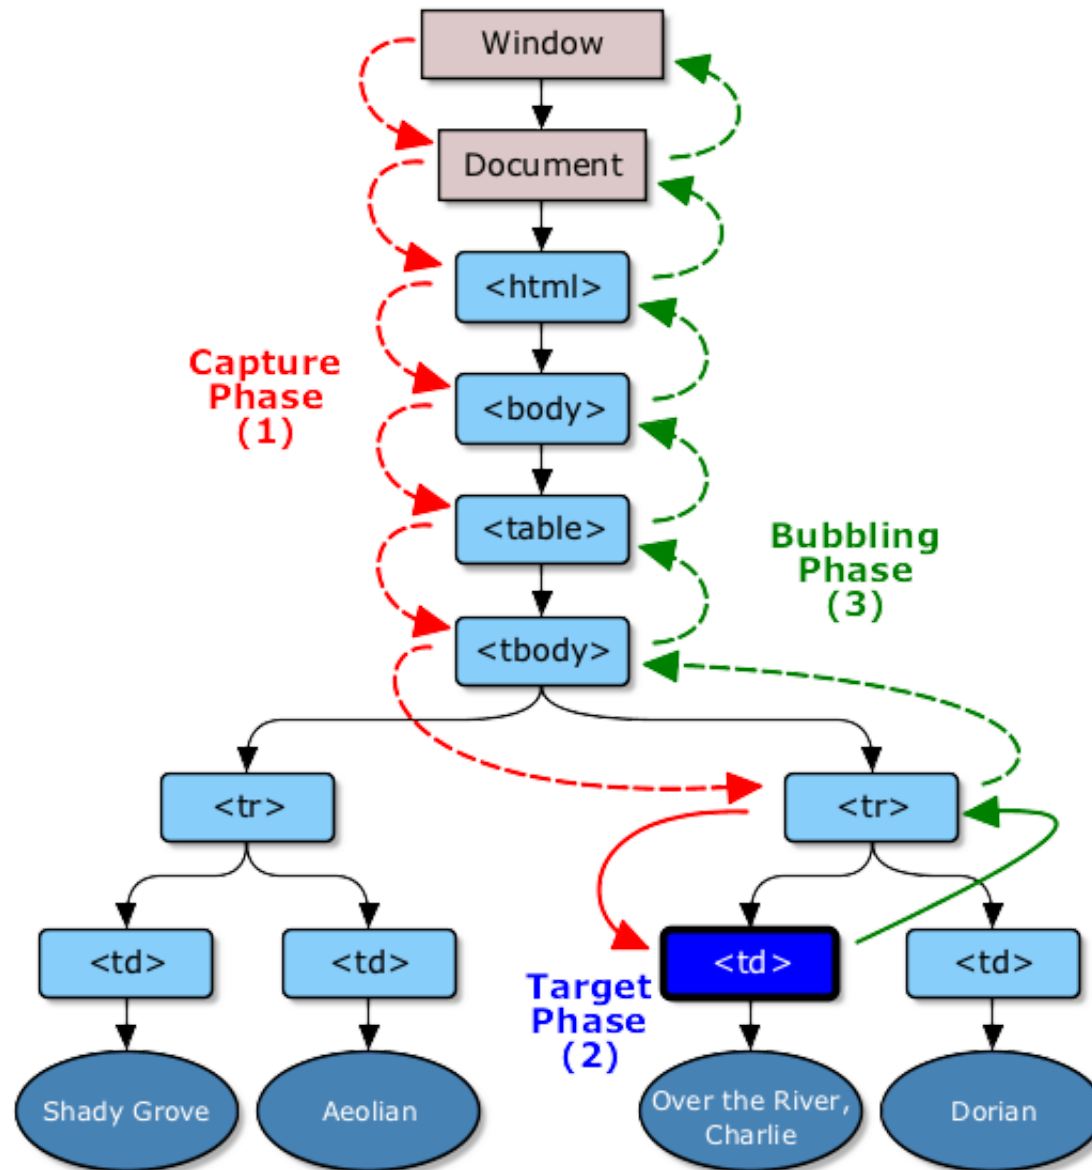 Window
Document
<html>
Capture
Phase
(1)
<body>
<table>
Bubbling
Phase
(3)
<tbody>
<tr>
<tr>
<td>
<td>
<td>
<td>
Target
Phase
(2)
Shady Grove
Aeolian
Over the River,
Charlie
Dorian